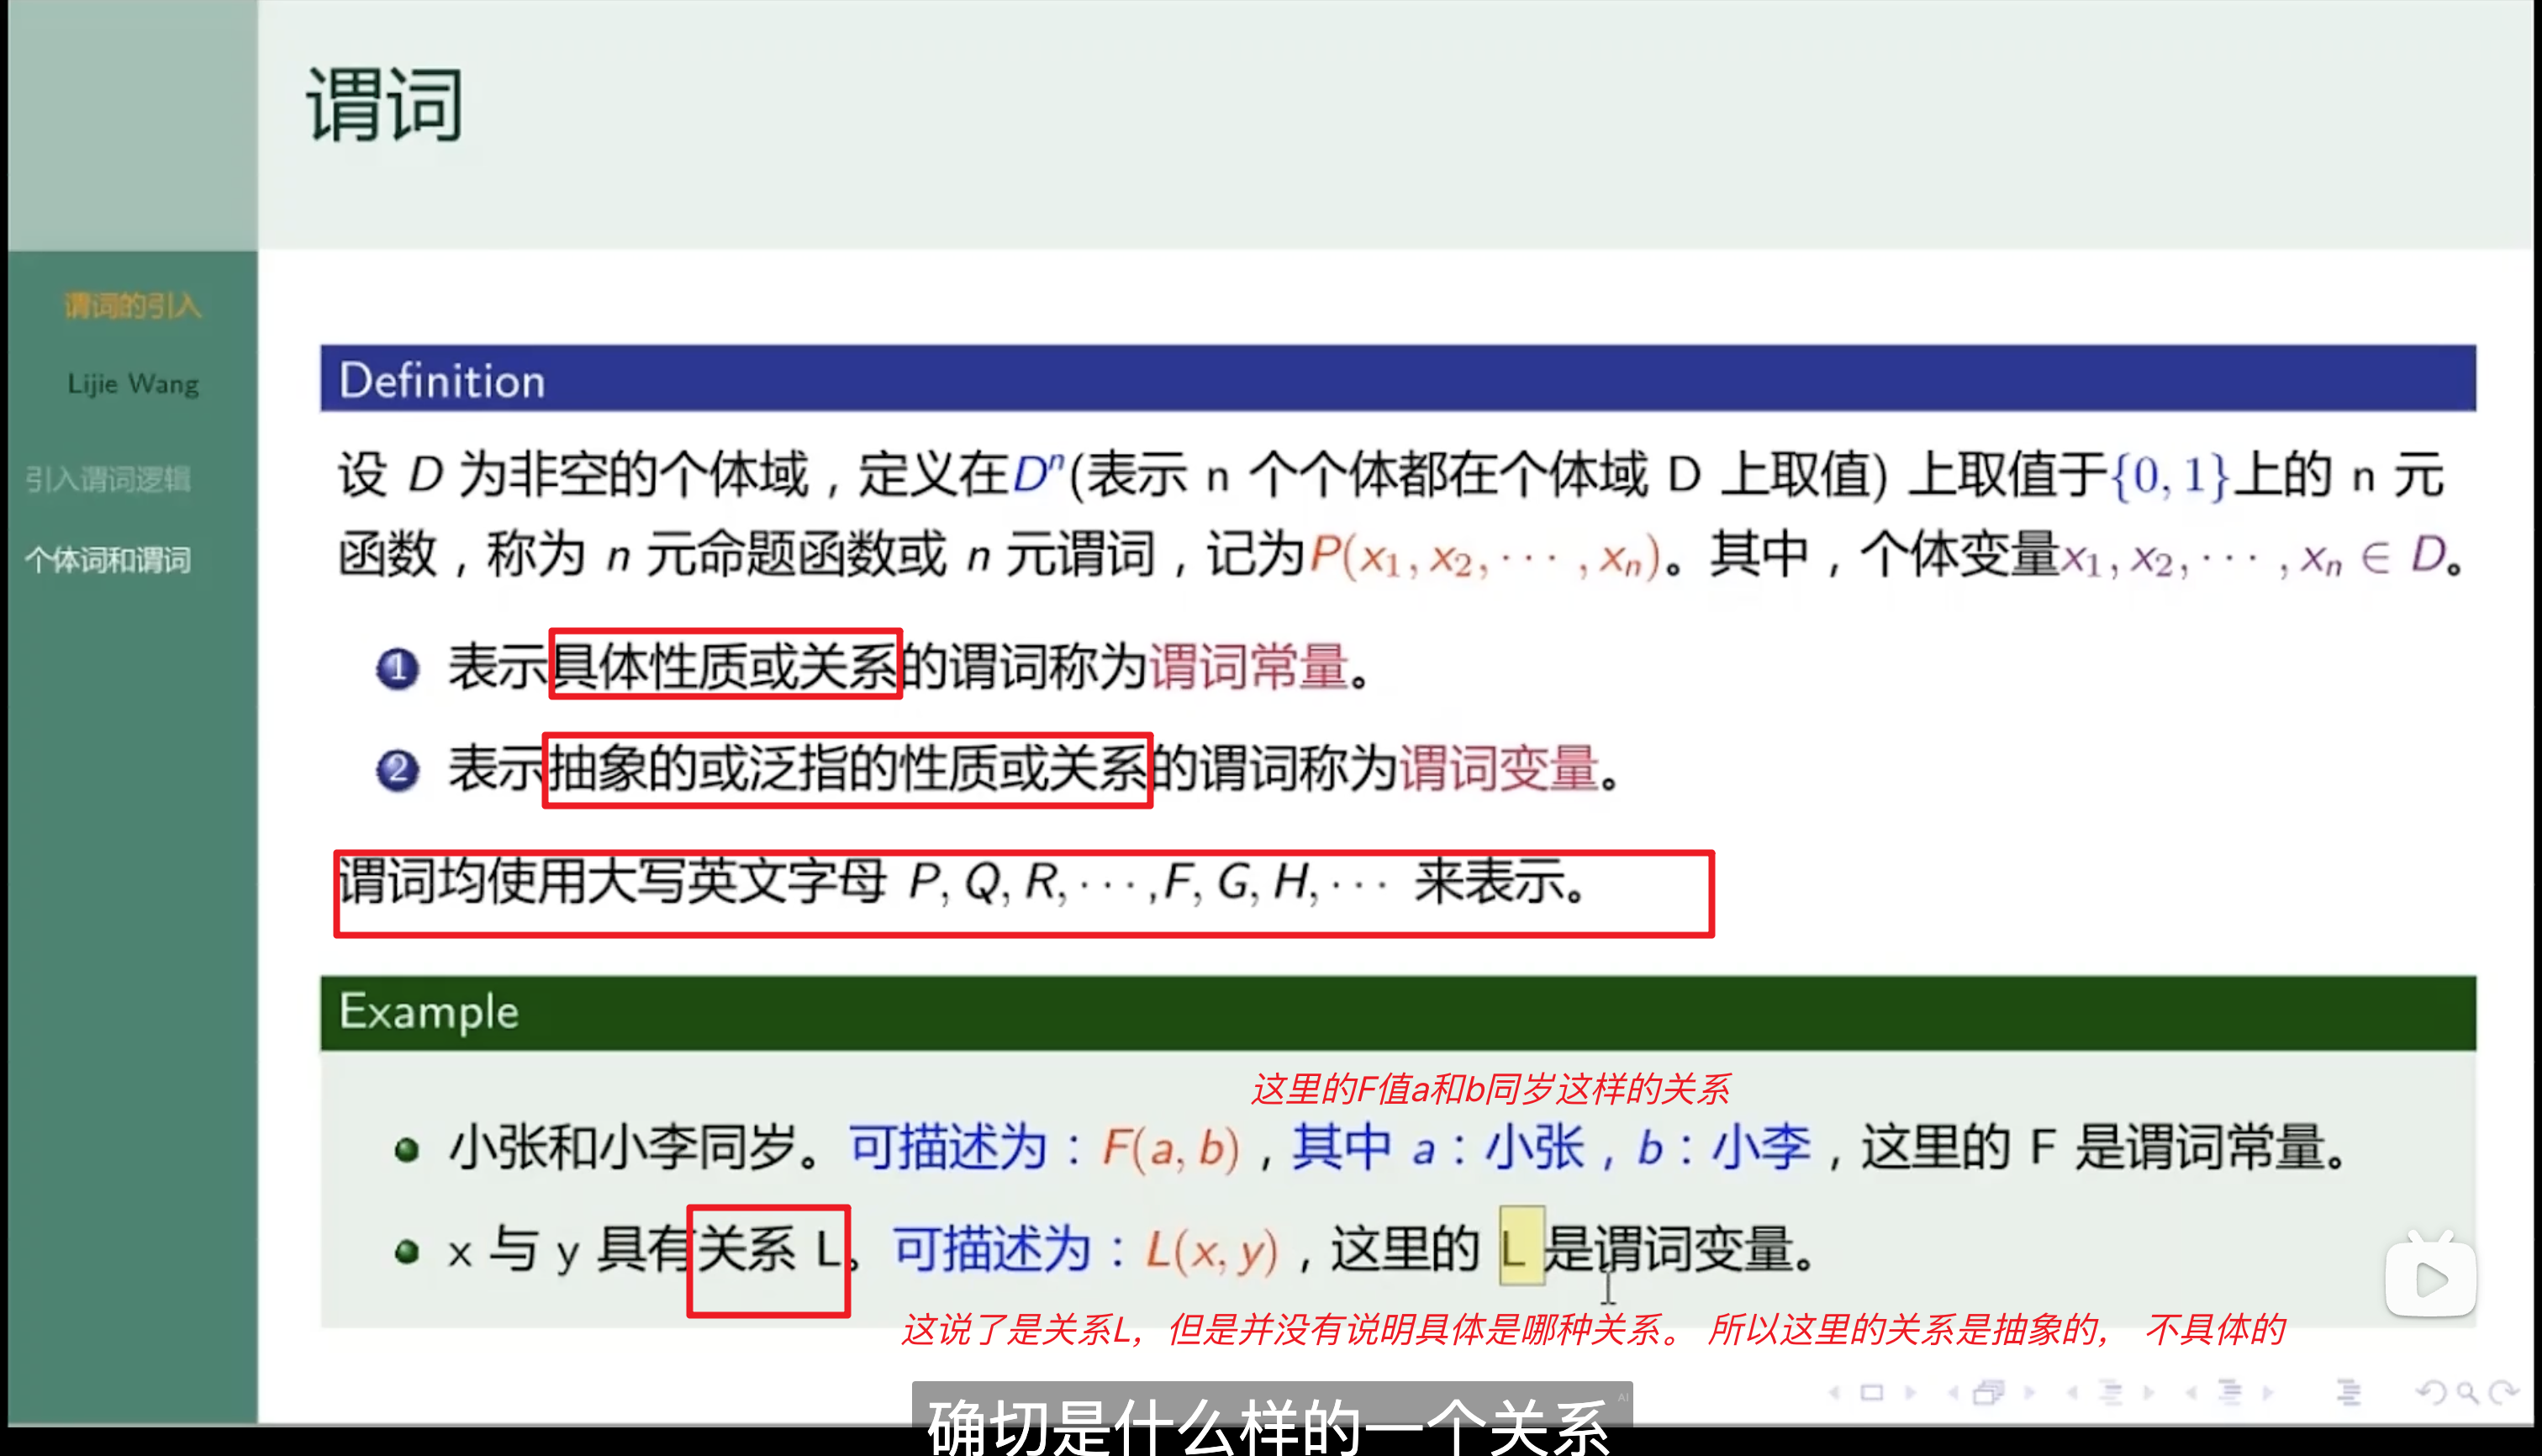 谓词
谓词的引入
Lijie Wang
引入谓词逻辑
个体词和谓词
Definition
设 D 为非空的个体域，定义在Dⁿ(表示 n 个个体都在个体域 D 上取值) 上取值于{0, 1}上的 n 元
函数，称为 n 元命题函数或 n 元谓词，记为P(x₁, x₂, ··· , xₙ)。其中，个体变量x₁, x₂, ··· , xₙ ∈ D。
1 表示具体性质或关系的谓词称为谓词常量。
2 表示抽象的或泛指的性质或关系的谓词称为谓词变量。
谓词均使用大写英文字母 P, Q, R, ··· ,F, G, H, ··· 来表示。
Example
这里的F值a和b同岁这样的关系
小张和小李同岁。可描述为：F(a, b)，其中 a：小张，b：小李，这里的 F 是谓词常量。
x 与 y 具有关系 L。可描述为：L(x, y)，这里的 L 是谓词变量。
这说了是关系L，但是并没有说明具体是哪种关系。 所以这里的关系是抽象的， 不具体的
AI
确切是什么样的一个关系